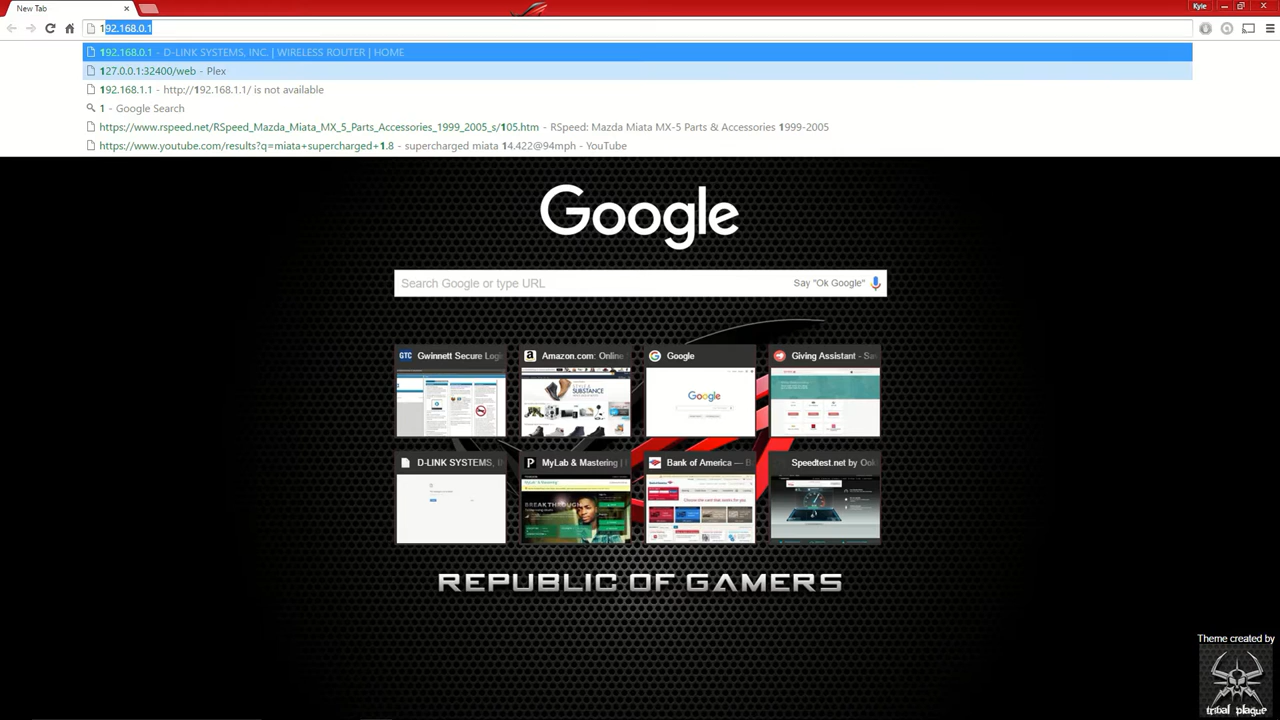 New Tab
Kyle
192.168.0.1
192.168.0.1 - D-LINK SYSTEMS, INC. | WIRELESS ROUTER | HOME
127.0.0.1:32400/web - Plex
192.168.1.1 - http://192.168.1.1/ is not available
1 - Google Search
https://www.rspeed.net/RSpeed_Mazda_Miata_MX_5_Parts_Accessories_1999_2005_s/105.htm - RSpeed: Mazda Miata MX-5 Parts & Accessories 1999-2005
https://www.youtube.com/results?q=miata+supercharged+1.8 - supercharged miata 14.422@94mph - YouTube
Google
Search Google or type URL
Say "Ok Google"
GTC Gwinnett Secure Logi
Amazon.com: Online
Google
Giving Assistant - Sa
STYLE & SUBSTANCE
Google
D-LINK SYSTEMS, I
MyLab & Mastering |
Bank of America — B
Speedtest.net by Ook
BREAKTHROUGH
REPUBLIC OF GAMERS
Theme created by
tribal plague